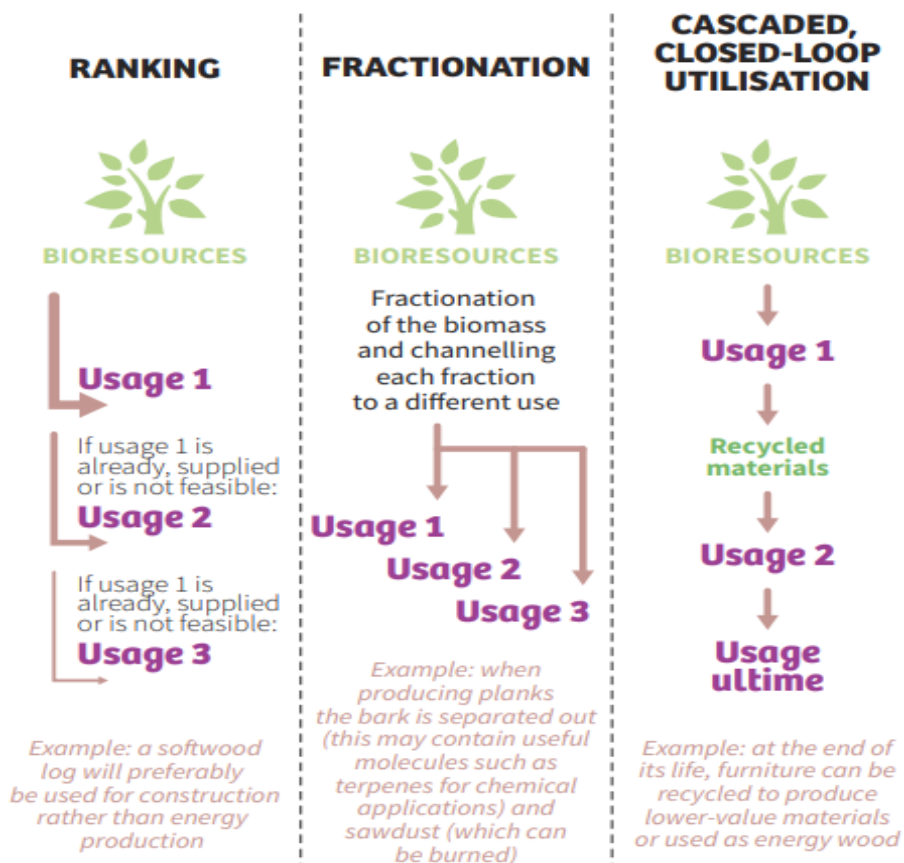 RANKING
BIORESOURCES
Usage 1
If usage 1 is
already, supplied
or is not feasible:
Usage 2
If usage 1 is
already, supplied
or is not feasible:
Usage 3
Example: a softwood
log will preferably
be used for construction
rather than energy
production
FRACTIONATION
BIORESOURCES
Fractionation
of the biomass
and channelling
each fraction
to a different use
Usage 1
Usage 2
Usage 3
Example: when
producing planks
the bark is separated out
(this may contain useful
molecules such as
terpenes for chemical
applications) and
sawdust (which can
be burned)
CASCADED,
CLOSED-LOOP
UTILISATION
BIORESOURCES
Usage 1
Recycled
materials
Usage 2
Usage
ultime
Example: at the end of
its life, furniture can be
recycled to produce
lower-value materials
or used as energy wood